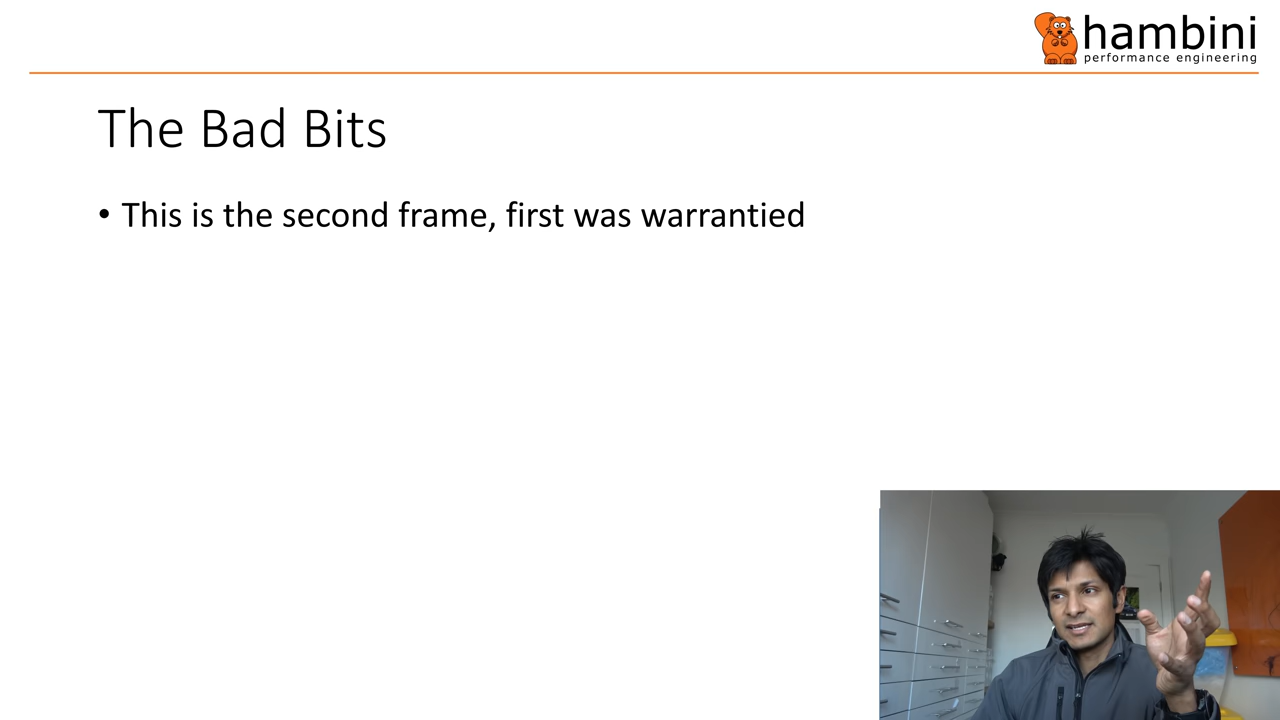 hambini
performance engineering
The Bad Bits
• This is the second frame, first was warrantied